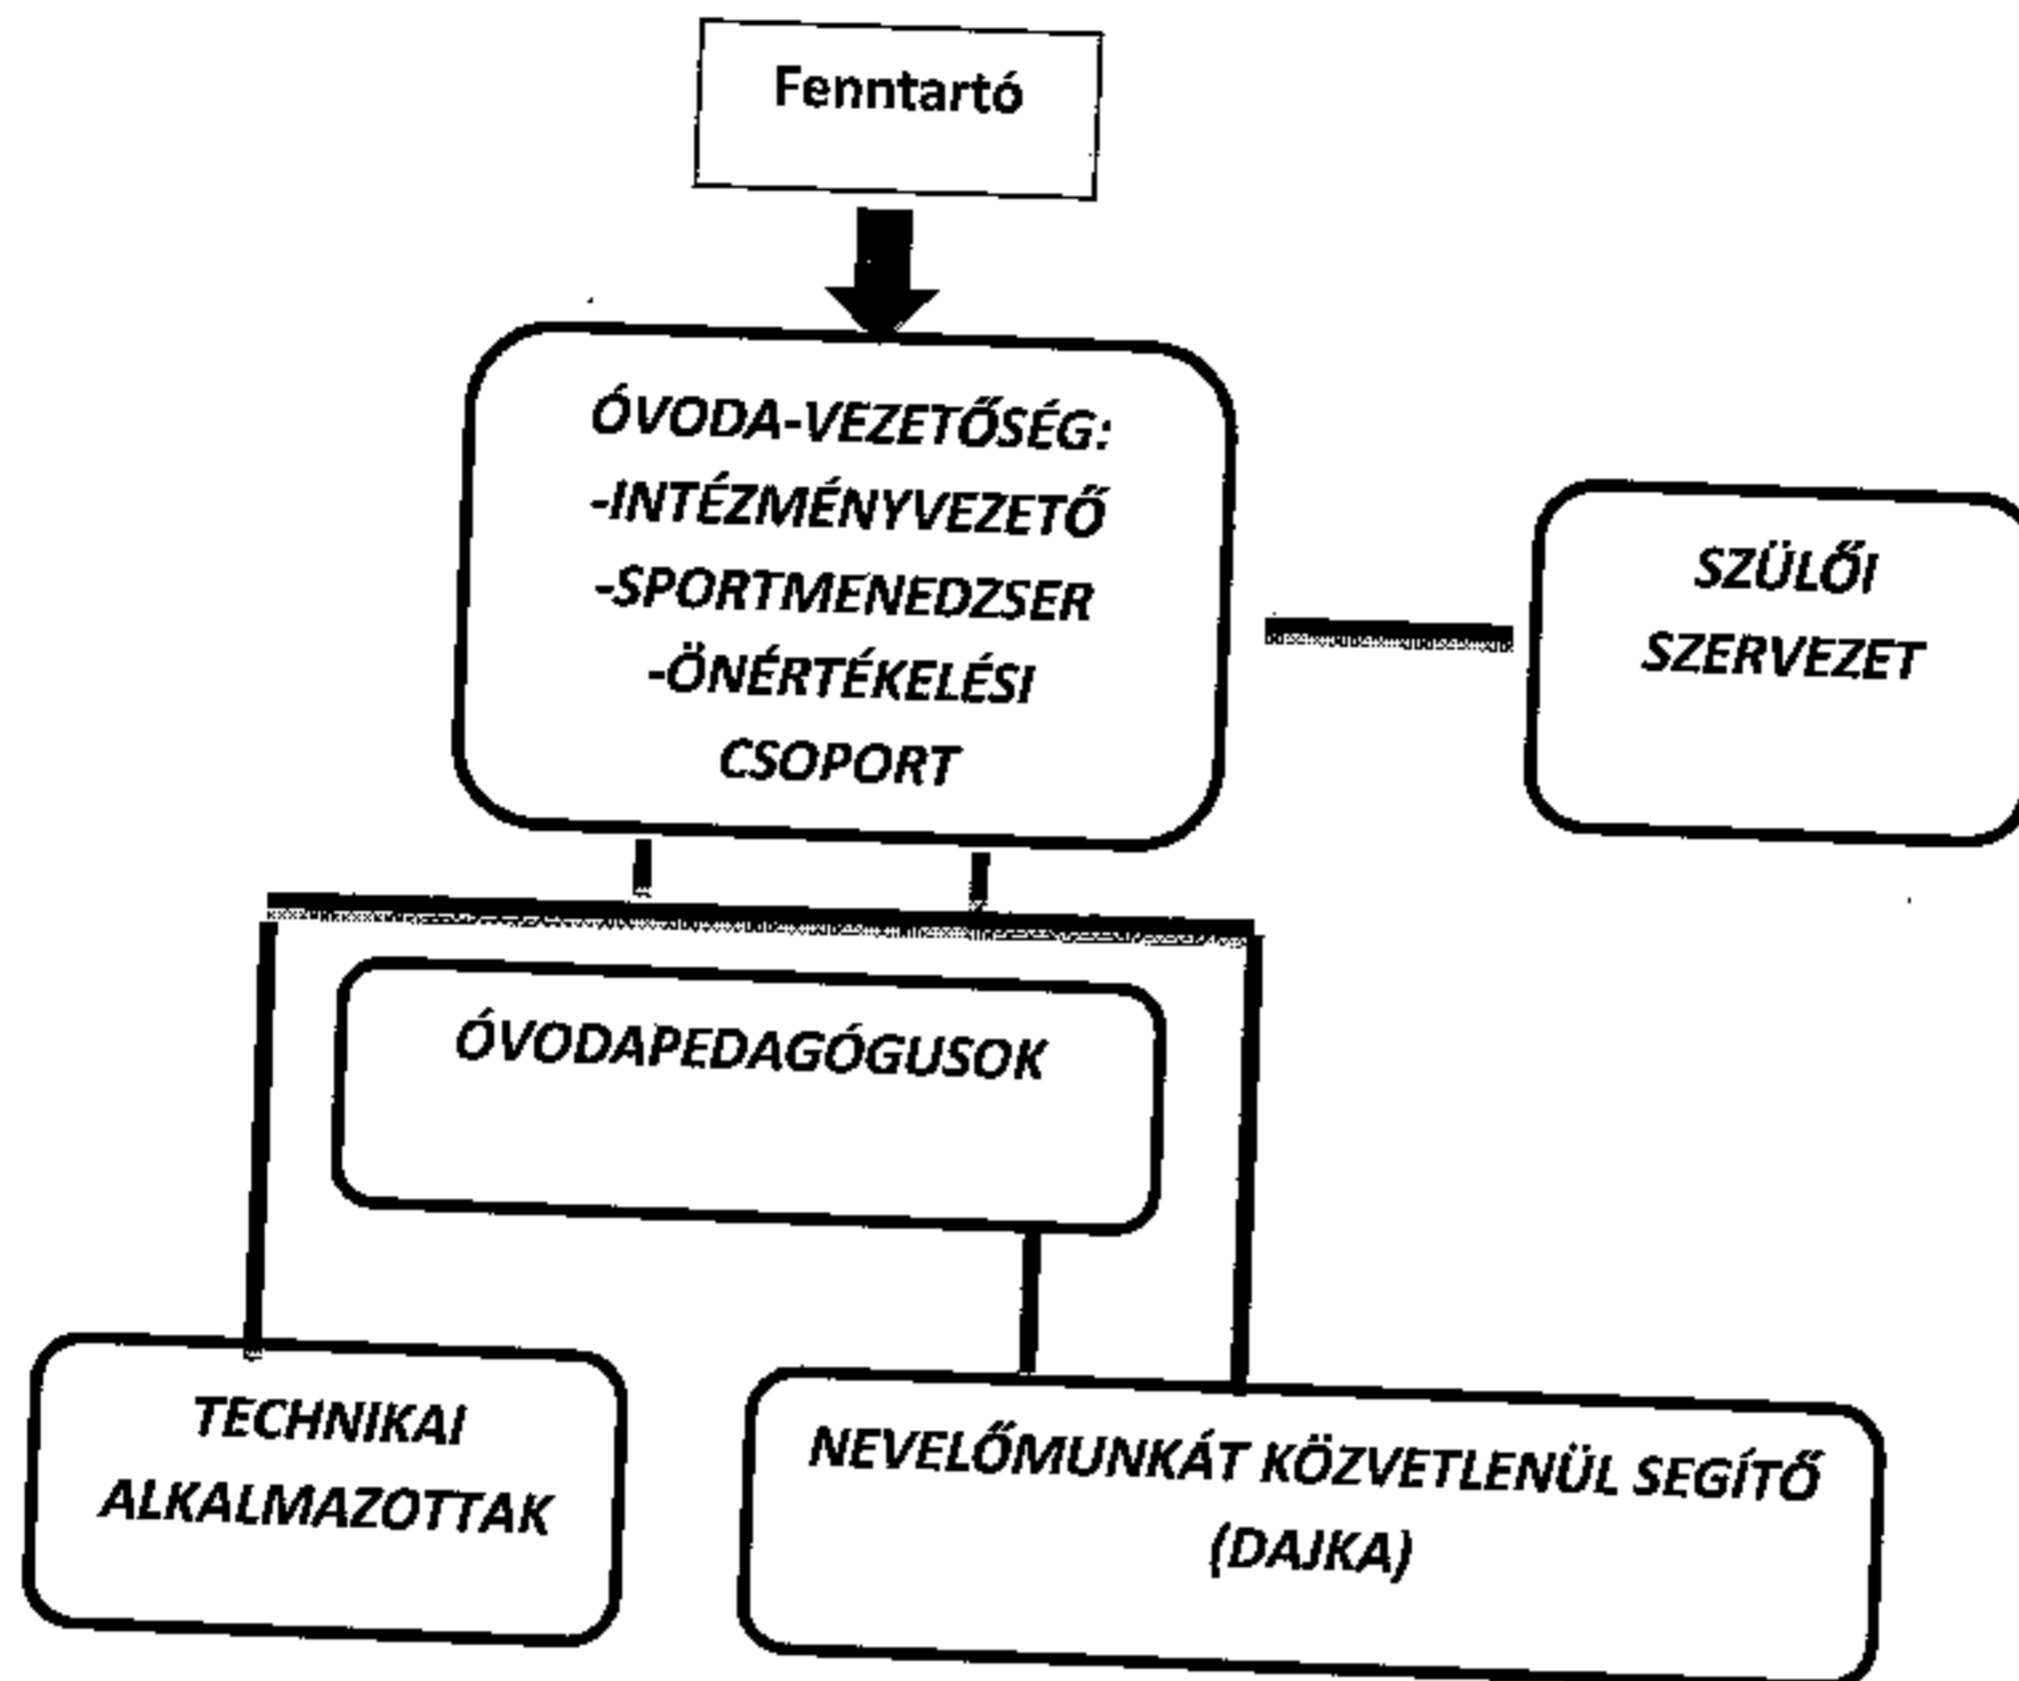 Fenntartó
ÓVODA-VEZETŐSÉG:
-INTÉZMÉNYVEZETŐ
-SPORTMENEDZSER
-ÖNÉRTÉKELÉSI
CSOPORT
SZÜLŐI
SZERVEZET
ÓVODAPEDAGÓGUSOK
TECHNIKAI
ALKALMAZOTTAK
NEVELŐMUNKÁT KÖZVETLENÜL SEGÍTŐ
(DAJKA)